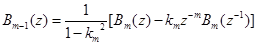 B_{m-1}(z) = \frac{1}{1-k_m^2}[B_m(z) - k_m z^{-m} B_m(z^{-1})]